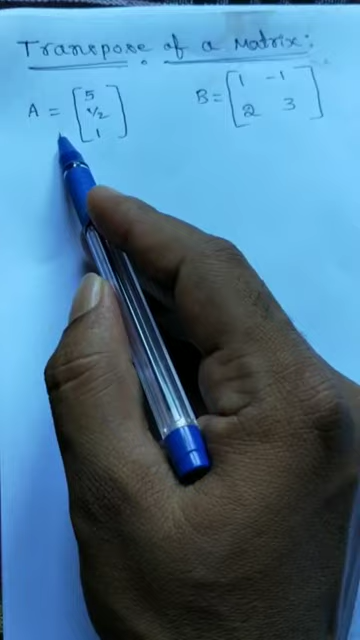 Transpose of a Matrix:
A = [5 1/2 1] B = [1 -1 2 3]